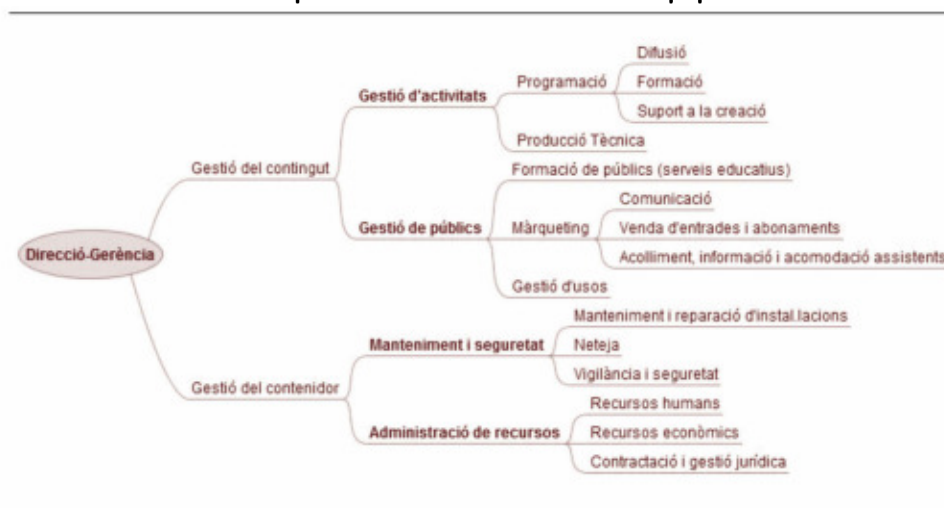 Direcció-Gerència
Gestió del contingut
Gestió d'activitats
Programació
Difusió
Formació
Suport a la creació
Producció Tècnica
Gestió de públics
Formació de públics (serveis educatius)
Màrqueting
Comunicació
Venda d'entrades i abonaments
Acolliment, informació i acomodació assistents
Gestió d'usos
Gestió del contenidor
Manteniment i seguretat
Manteniment i reparació d'instal.lacions
Neteja
Vigilància i seguretat
Administració de recursos
Recursos humans
Recursos econòmics
Contractació i gestió jurídica